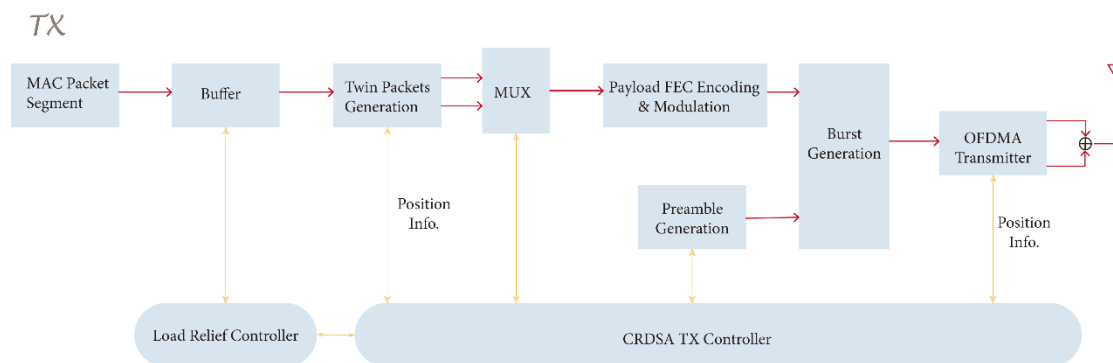 TX
MAC Packet
Segment
Buffer
Twin Packets
Generation
MUX
Payload FEC Encoding
& Modulation
Burst
Generation
OFDMA
Transmitter
Preamble
Generation
Position
Info.
Position
Info.
Load Relief Controller
CRDSA TX Controller